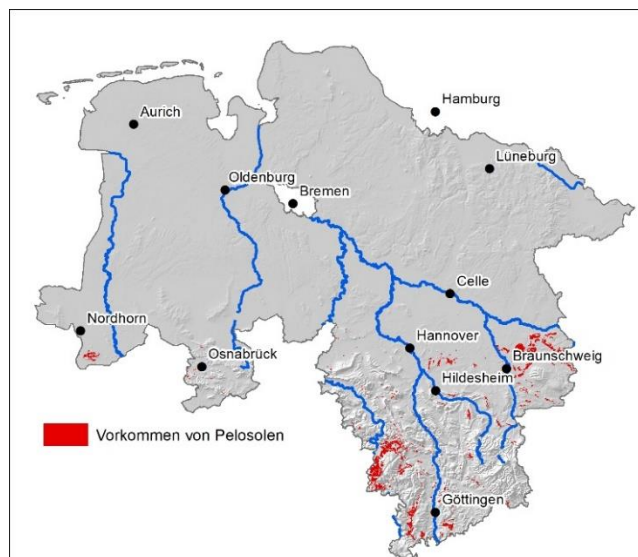 Hamburg
Aurich
Lüneburg
Oldenburg
Bremen
Celle
Nordhorn
Hannover
Osnabrück
Braunschweig
Hildesheim
Vorkommen von Pelosolen
Göttingen